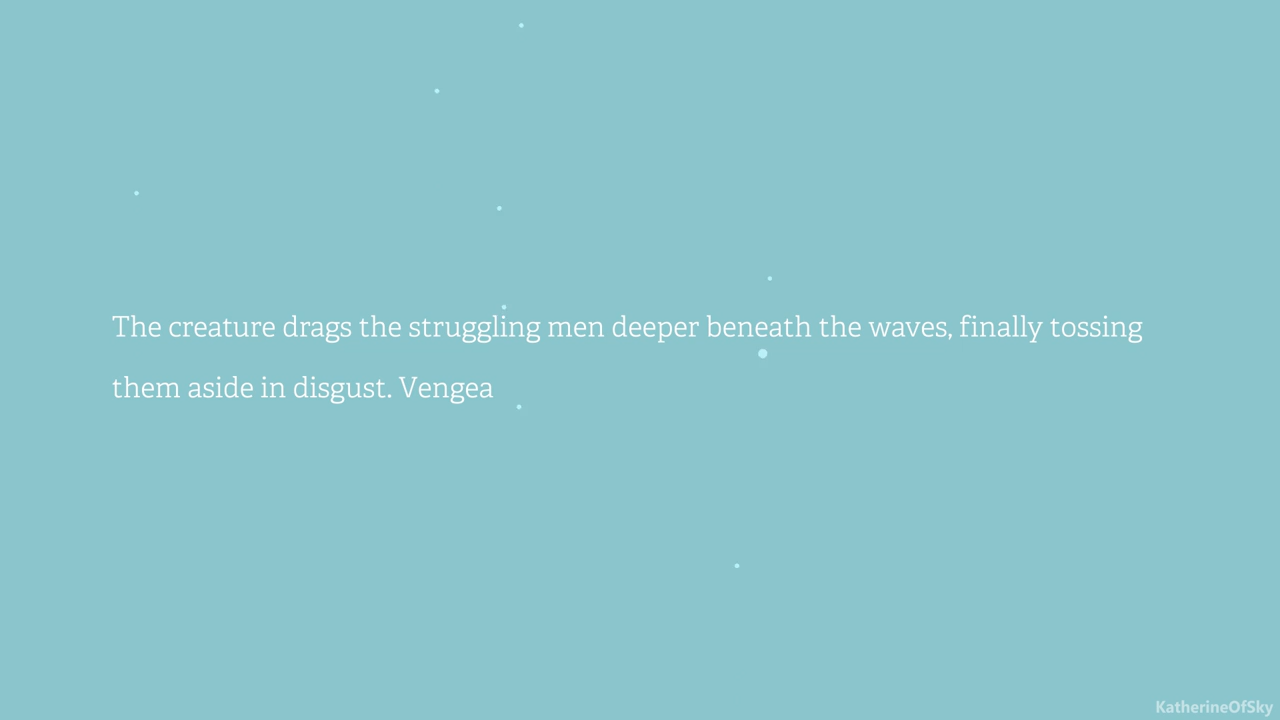 The creature drags the struggling men deeper beneath the waves, finally tossing
them aside in disgust. Vengea
KatherineOfSky